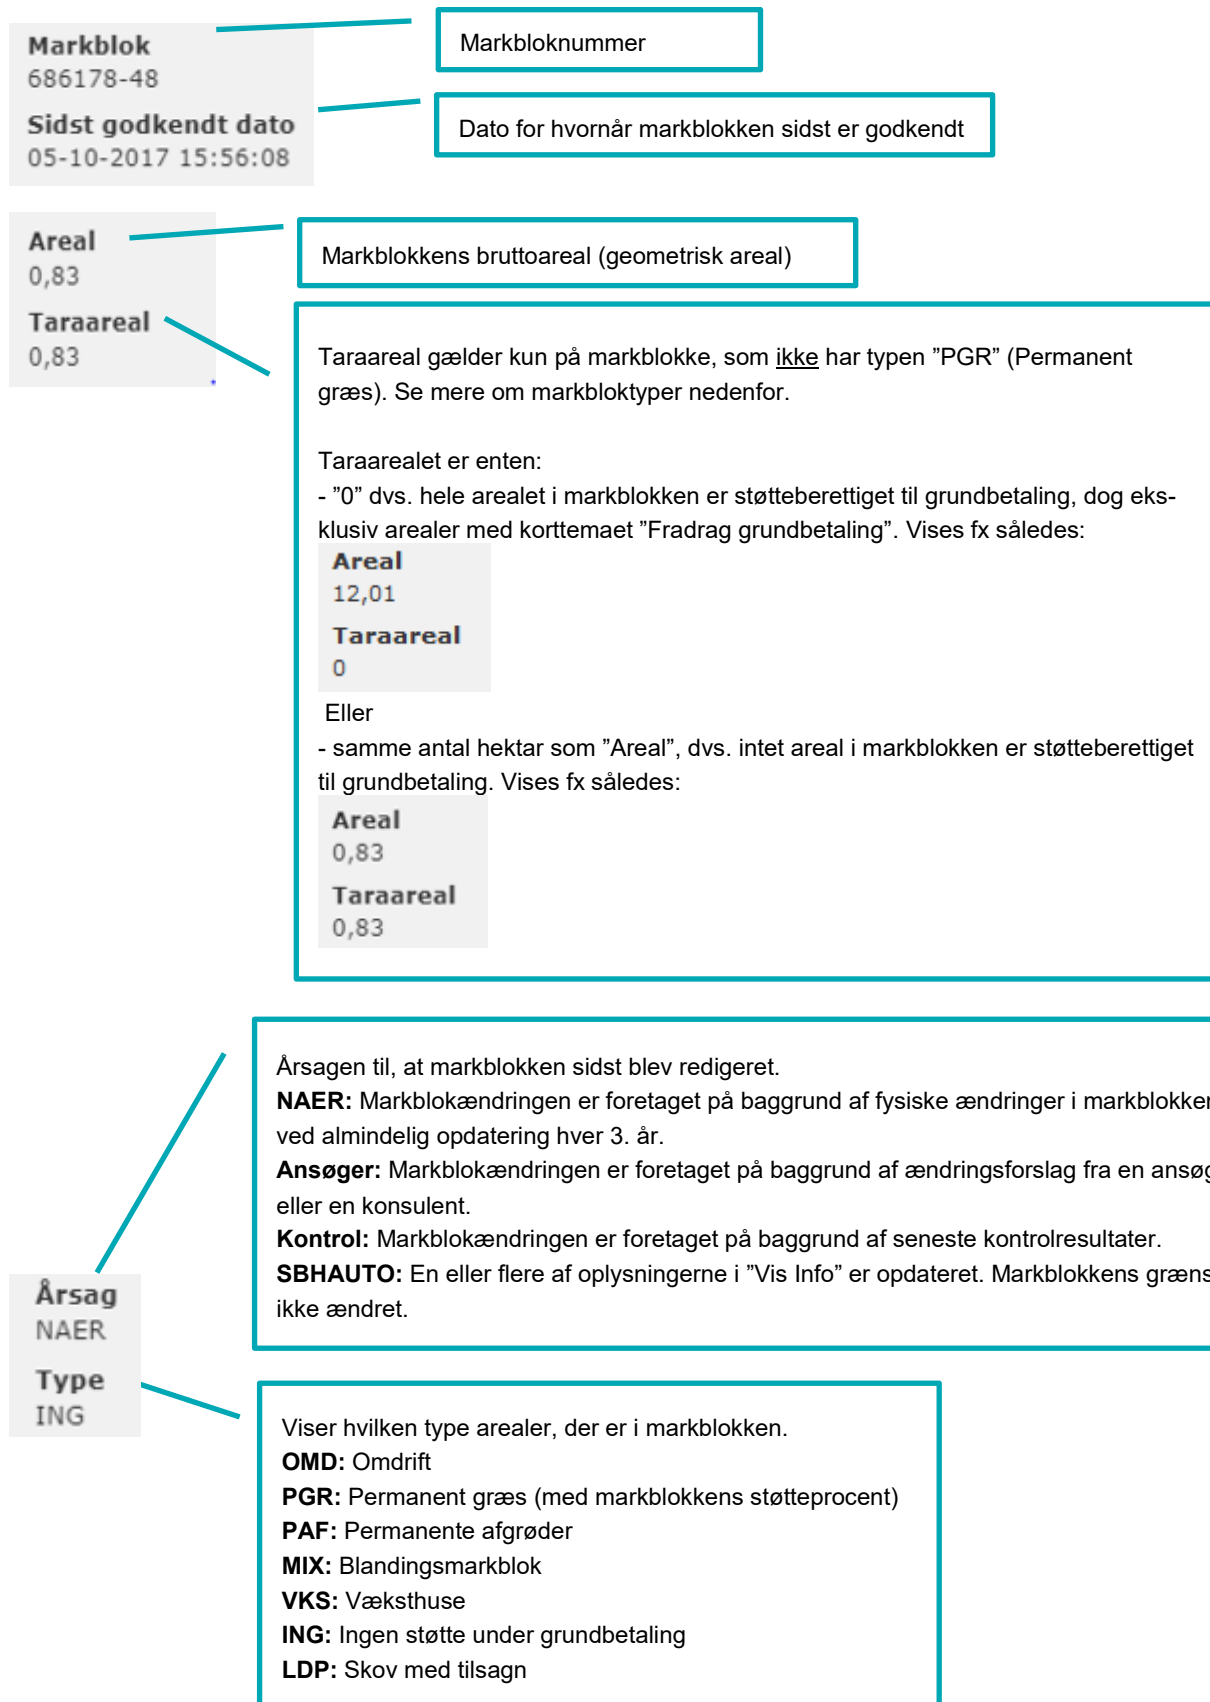 Markblok
686178-48
Sidst godkendt dato
05-10-2017 15:56:08
Markbloknummer
Dato for hvornår markblokken sidst er godkendt
Areal
0,83
Taraareal
0,83
Markblokkens bruttoareal (geometrisk areal)
Taraareal gælder kun på markblokke, som ikke har typen ”PGR” (Permanent
græs). Se mere om markbloktyper nedenfor.
Taraarealet er enten:
- ”0” dvs. hele arealet i markblokken er støtteberettiget til grundbetaling, dog eks-
klusiv arealer med korttemaet ”Fradrag grundbetaling”. Vises fx således:
Areal
12,01
Taraareal
0
Eller
- samme antal hektar som ”Areal”, dvs. intet areal i markblokken er støtteberettiget
til grundbetaling. Vises fx således:
Areal
0,83
Taraareal
0,83
Årsagen til, at markblokken sidst blev redigeret.
NAER: Markblokændringen er foretaget på baggrund af fysiske ændringer i markblokken
ved almindelig opdatering hver 3. år.
Ansøger: Markblokændringen er foretaget på baggrund af ændringsforslag fra en ansøg
eller en konsulent.
Kontrol: Markblokændringen er foretaget på baggrund af seneste kontrolresultater.
SBHAUTO: En eller flere af oplysningerne i ”Vis Info” er opdateret. Markblokkens græns
ikke ændret.
Årsag
NAER
Type
ING
Viser hvilken type arealer, der er i markblokken.
OMD: Omdrift
PGR: Permanent græs (med markblokkens støtteprocent)
PAF: Permanente afgrøder
MIX: Blandingsmarkblok
VKS: Væksthuse
ING: Ingen støtte under grundbetaling
LDP: Skov med tilsagn